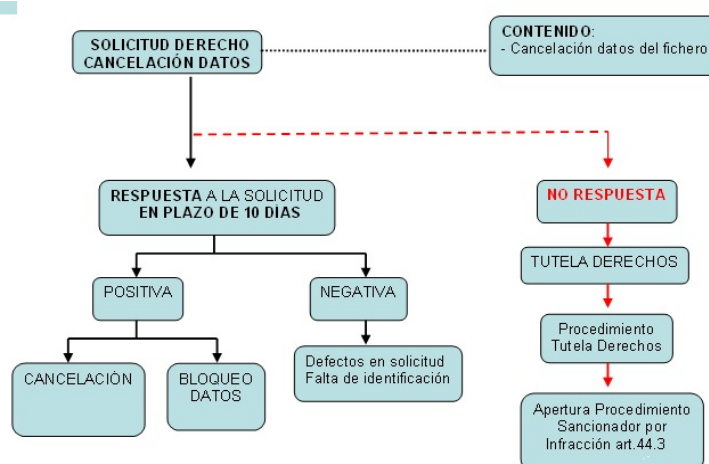 SOLICITUD DERECHO
CANCELACIÓN DATOS
CONTENIDO:
- Cancelación datos del fichero
RESPUESTA A LA SOLICITUD
EN PLAZO DE 10 DÍAS
NO RESPUESTA
TUTELA DERECHOS
POSITIVA
NEGATIVA
Procedimiento
Tutela Derechos
CANCELACIÓN
BLOQUEO
DATOS
Defectos en solicitud
Falta de identificación
Apertura Procedimiento
Sancionador por
Infracción art.44.3